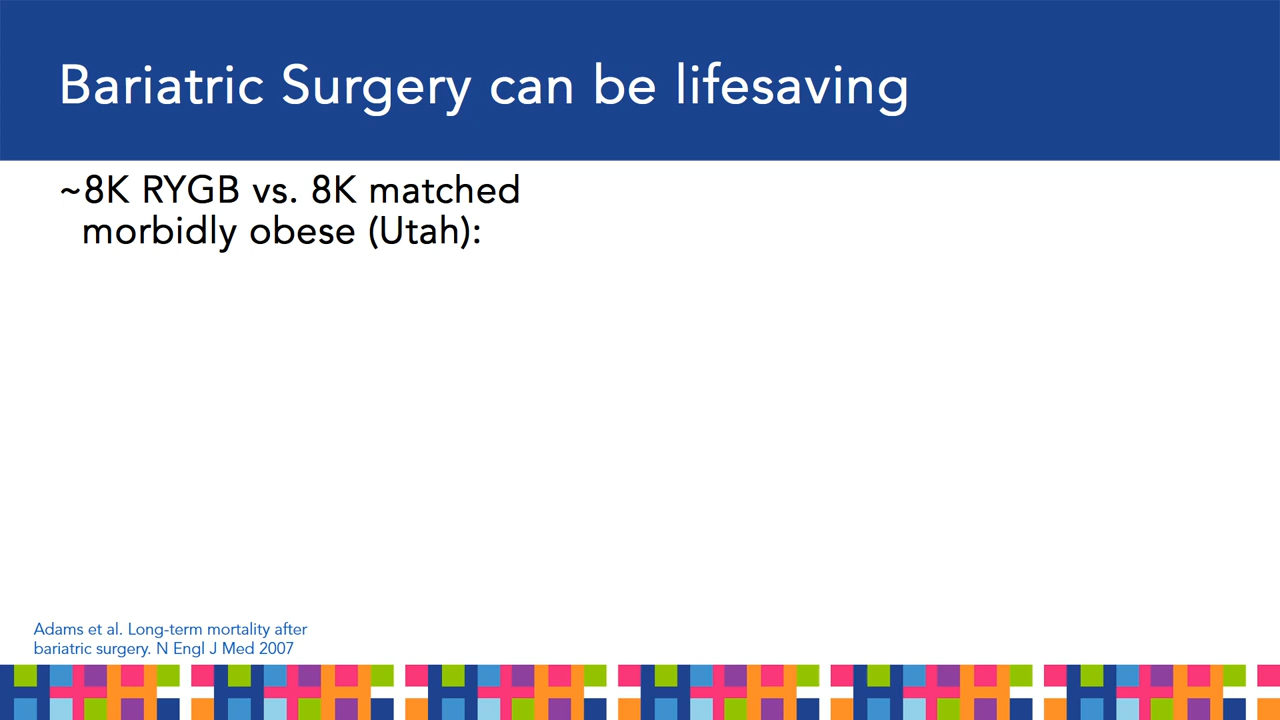 Bariatric Surgery can be lifesaving
~8K RYGB vs. 8K matched
morbidly obese (Utah):
Adams et al. Long-term mortality after
bariatric surgery. N Engl J Med 2007